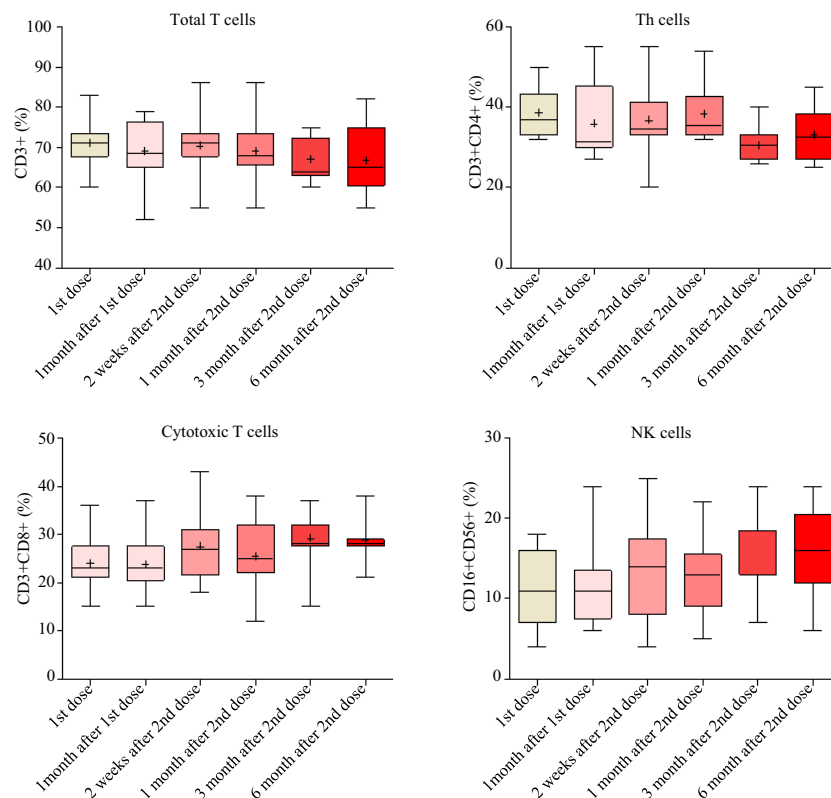 Total T cells
CD3+ (%)
100
90
80
70
60
50
40
1st dose
1month after 1st dose
2 weeks after 2nd dose
1 month after 2nd dose
3 month after 2nd dose
6 month after 2nd dose
Th cells
CD3+CD4+ (%)
60
40
20
0
1st dose
1month after 1st dose
2 weeks after 2nd dose
1 month after 2nd dose
3 month after 2nd dose
6 month after 2nd dose
Cytotoxic T cells
CD3+CD8+ (%)
50
40
30
20
10
0
1st dose
1month after 1st dose
2 weeks after 2nd dose
1 month after 2nd dose
3 month after 2nd dose
6 month after 2nd dose
NK cells
CD16+CD56+ (%)
30
20
10
0
1st dose
1month after 1st dose
2 weeks after 2nd dose
1 month after 2nd dose
3 month after 2nd dose
6 month after 2nd dose